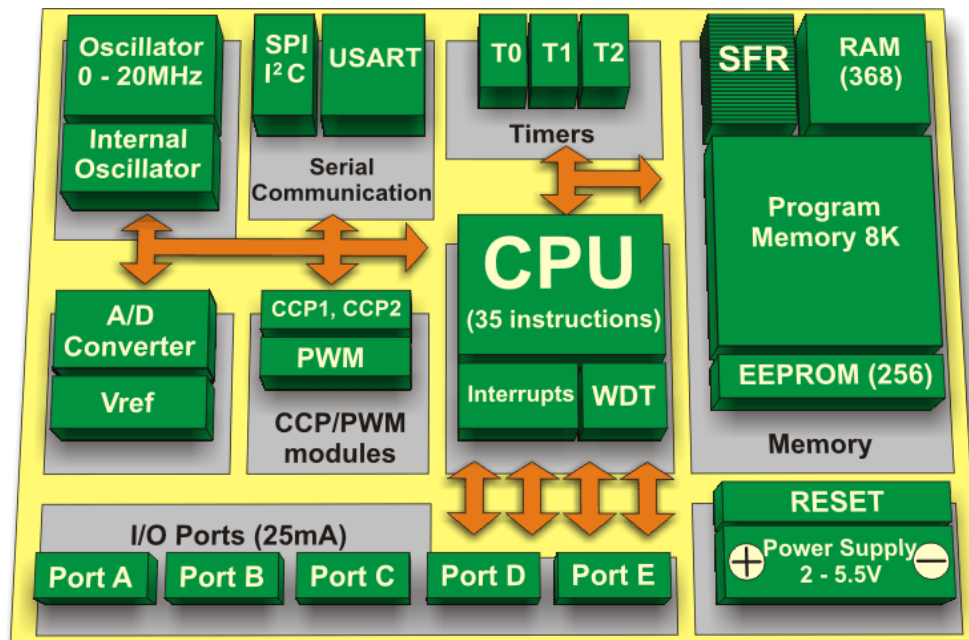 Oscillator
0 - 20MHz
Internal
Oscillator
SPI
I²C
USART
Serial
Communication
T0 T1 T2
Timers
SFR
RAM
(368)
Program
Memory 8K
EEPROM (256)
Memory
A/D
Converter
Vref
CCP1, CCP2
PWM
CCP/PWM
modules
CPU
(35 instructions)
Interrupts
WDT
I/O Ports (25mA)
Port A
Port B
Port C
Port D
Port E
RESET
Power Supply
2 - 5.5V
+ −